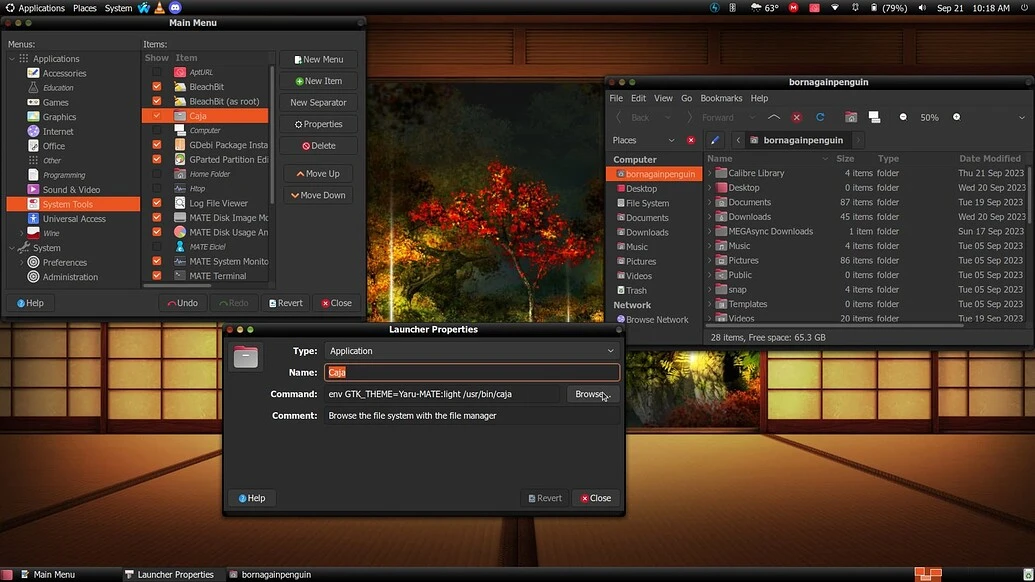 Applications Places System 63° (79%) Sep 21 10:18 AM
Main Menu
Menus:
Applications
Accessories
Education
Games
Graphics
Internet
Office
Other
Programming
Sound & Video
System Tools
Universal Access
Wine
System
Preferences
Administration
Items:
Show Item
AptURL
BleachBit
BleachBit (as root)
Caja
Computer
GDebi Package Insta
GParted Partition Edi
Home Folder
Htop
Log File Viewer
MATE Disk Image Mo
MATE Disk Usage An
MATE Eiciel
MATE System Monito
MATE Terminal
New Menu
New Item
New Separator
Properties
Delete
Move Up
Move Down
Help Undo Redo Revert Close
bornagainpenguin
File Edit View Go Bookmarks Help
Back Forward 50%
Places bornagainpenguin
Computer
bornagainpenguin
Desktop
File System
Documents
Downloads
Music
Pictures
Videos
Trash
Network
Browse Network
Name Size Type Date Modified
Calibre Library 4 items folder Thu 21 Sep 2023
Desktop 0 items folder Wed 20 Sep 2023
Documents 87 items folder Tue 19 Sep 2023
Downloads 45 items folder Wed 20 Sep 2023
MEGAsync Downloads 1 item folder Sun 17 Sep 2023
Music 4 items folder Tue 05 Sep 2023
Pictures 86 items folder Tue 05 Sep 2023
Public 0 items folder Tue 05 Sep 2023
snap 4 items folder Tue 05 Sep 2023
Templates 0 items folder Tue 05 Sep 2023
Videos 20 items folder Tue 19 Sep 2023
28 items, Free space: 65.3 GB
Launcher Properties
Type: Application
Name: Caja
Command: env GTK_THEME=Yaru-MATE:light /usr/bin/caja Browse...
Comment: Browse the file system with the file manager
Help Revert Close
Main Menu Launcher Properties bornagainpenguin